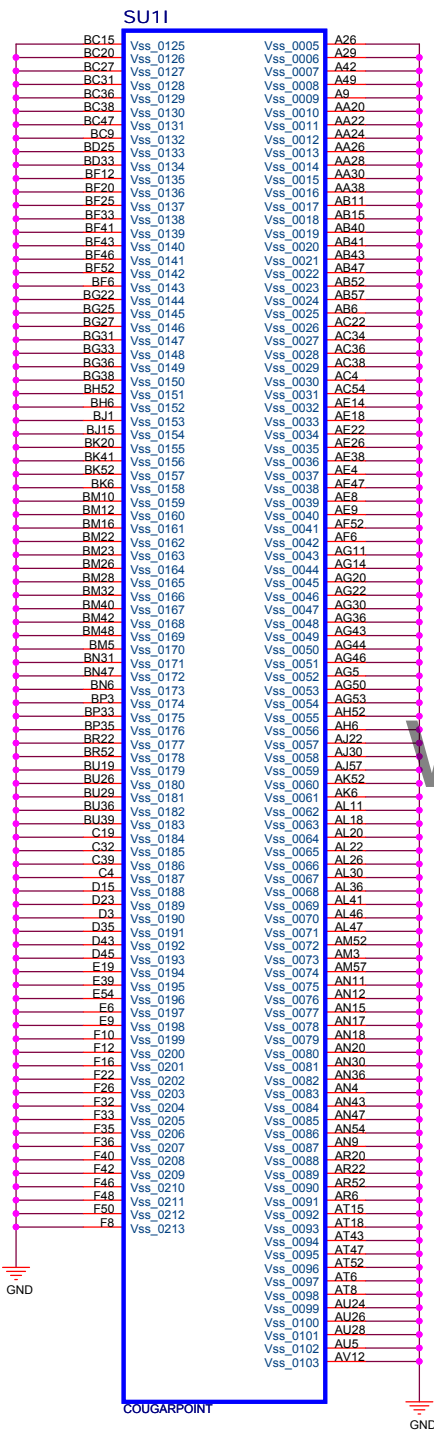 SU1I
BC15 Vss_0125 Vss_0005 A26
BC20 Vss_0126 Vss_0006 A29
BC27 Vss_0127 Vss_0007 A42
BC31 Vss_0128 Vss_0008 A49
BC36 Vss_0129 Vss_0009 A9
BC38 Vss_0130 Vss_0010 AA20
BC47 Vss_0131 Vss_0011 AA22
BC9 Vss_0132 Vss_0012 AA24
BD25 Vss_0133 Vss_0013 AA26
BD33 Vss_0134 Vss_0014 AA28
BF12 Vss_0135 Vss_0015 AA30
BF20 Vss_0136 Vss_0016 AA38
BF25 Vss_0137 Vss_0017 AB11
BF33 Vss_0138 Vss_0018 AB15
BF41 Vss_0139 Vss_0019 AB40
BF43 Vss_0140 Vss_0020 AB41
BF46 Vss_0141 Vss_0021 AB43
BF52 Vss_0142 Vss_0022 AB47
BF6 Vss_0143 Vss_0023 AB52
BG22 Vss_0144 Vss_0024 AB57
BG25 Vss_0145 Vss_0025 AB6
BG27 Vss_0146 Vss_0026 AC22
BG31 Vss_0147 Vss_0027 AC34
BG33 Vss_0148 Vss_0028 AC36
BG36 Vss_0149 Vss_0029 AC38
BG38 Vss_0150 Vss_0030 AC4
BH52 Vss_0151 Vss_0031 AC54
BH6 Vss_0152 Vss_0032 AE14
BJ1 Vss_0153 Vss_0033 AE18
BJ15 Vss_0154 Vss_0034 AE22
BK20 Vss_0155 Vss_0035 AE26
BK41 Vss_0156 Vss_0036 AE38
BK52 Vss_0157 Vss_0037 AE4
BK6 Vss_0158 Vss_0038 AE47
BM10 Vss_0159 Vss_0039 AE8
BM12 Vss_0160 Vss_0040 AE9
BM16 Vss_0161 Vss_0041 AF52
BM22 Vss_0162 Vss_0042 AF6
BM23 Vss_0163 Vss_0043 AG11
BM26 Vss_0164 Vss_0044 AG14
BM28 Vss_0165 Vss_0045 AG20
BM32 Vss_0166 Vss_0046 AG22
BM40 Vss_0167 Vss_0047 AG30
BM42 Vss_0168 Vss_0048 AG36
BM48 Vss_0169 Vss_0049 AG43
BM5 Vss_0170 Vss_0050 AG44
BN31 Vss_0171 Vss_0051 AG46
BN47 Vss_0172 Vss_0052 AG5
BN6 Vss_0173 Vss_0053 AG50
BP3 Vss_0174 Vss_0054 AG53
BP33 Vss_0175 Vss_0055 AH52
BP35 Vss_0176 Vss_0056 AH6
BR22 Vss_0177 Vss_0057 AJ22
BR52 Vss_0178 Vss_0058 AJ30
BU19 Vss_0179 Vss_0059 AJ57
BU26 Vss_0180 Vss_0060 AK52
BU29 Vss_0181 Vss_0061 AK6
BU36 Vss_0182 Vss_0062 AL11
BU39 Vss_0183 Vss_0063 AL18
C19 Vss_0184 Vss_0064 AL20
C32 Vss_0185 Vss_0065 AL22
C39 Vss_0186 Vss_0066 AL26
C4 Vss_0187 Vss_0067 AL30
D15 Vss_0188 Vss_0068 AL36
D23 Vss_0189 Vss_0069 AL41
D3 Vss_0190 Vss_0070 AL46
D35 Vss_0191 Vss_0071 AL47
D43 Vss_0192 Vss_0072 AM52
D45 Vss_0193 Vss_0073 AM3
E19 Vss_0194 Vss_0074 AM57
E39 Vss_0195 Vss_0075 AN11
E54 Vss_0196 Vss_0076 AN12
E6 Vss_0197 Vss_0077 AN15
E9 Vss_0198 Vss_0078 AN17
F10 Vss_0199 Vss_0079 AN18
F12 Vss_0200 Vss_0080 AN20
F16 Vss_0201 Vss_0081 AN30
F22 Vss_0202 Vss_0082 AN36
F26 Vss_0203 Vss_0083 AN4
F32 Vss_0204 Vss_0084 AN43
F33 Vss_0205 Vss_0085 AN47
F35 Vss_0206 Vss_0086 AN54
F36 Vss_0207 Vss_0087 AN9
F40 Vss_0208 Vss_0088 AR20
F42 Vss_0209 Vss_0089 AR22
F46 Vss_0210 Vss_0090 AR52
F48 Vss_0211 Vss_0091 AR6
F50 Vss_0212 Vss_0092 AT15
F8 Vss_0213 Vss_0093 AT18
Vss_0094 AT43
Vss_0095 AT47
Vss_0096 AT52
Vss_0097 AT6
Vss_0098 AT8
Vss_0099 AU24
Vss_0100 AU26
Vss_0101 AU28
Vss_0102 AU5
Vss_0103 AV12
GND
COUGARPOINT
GND